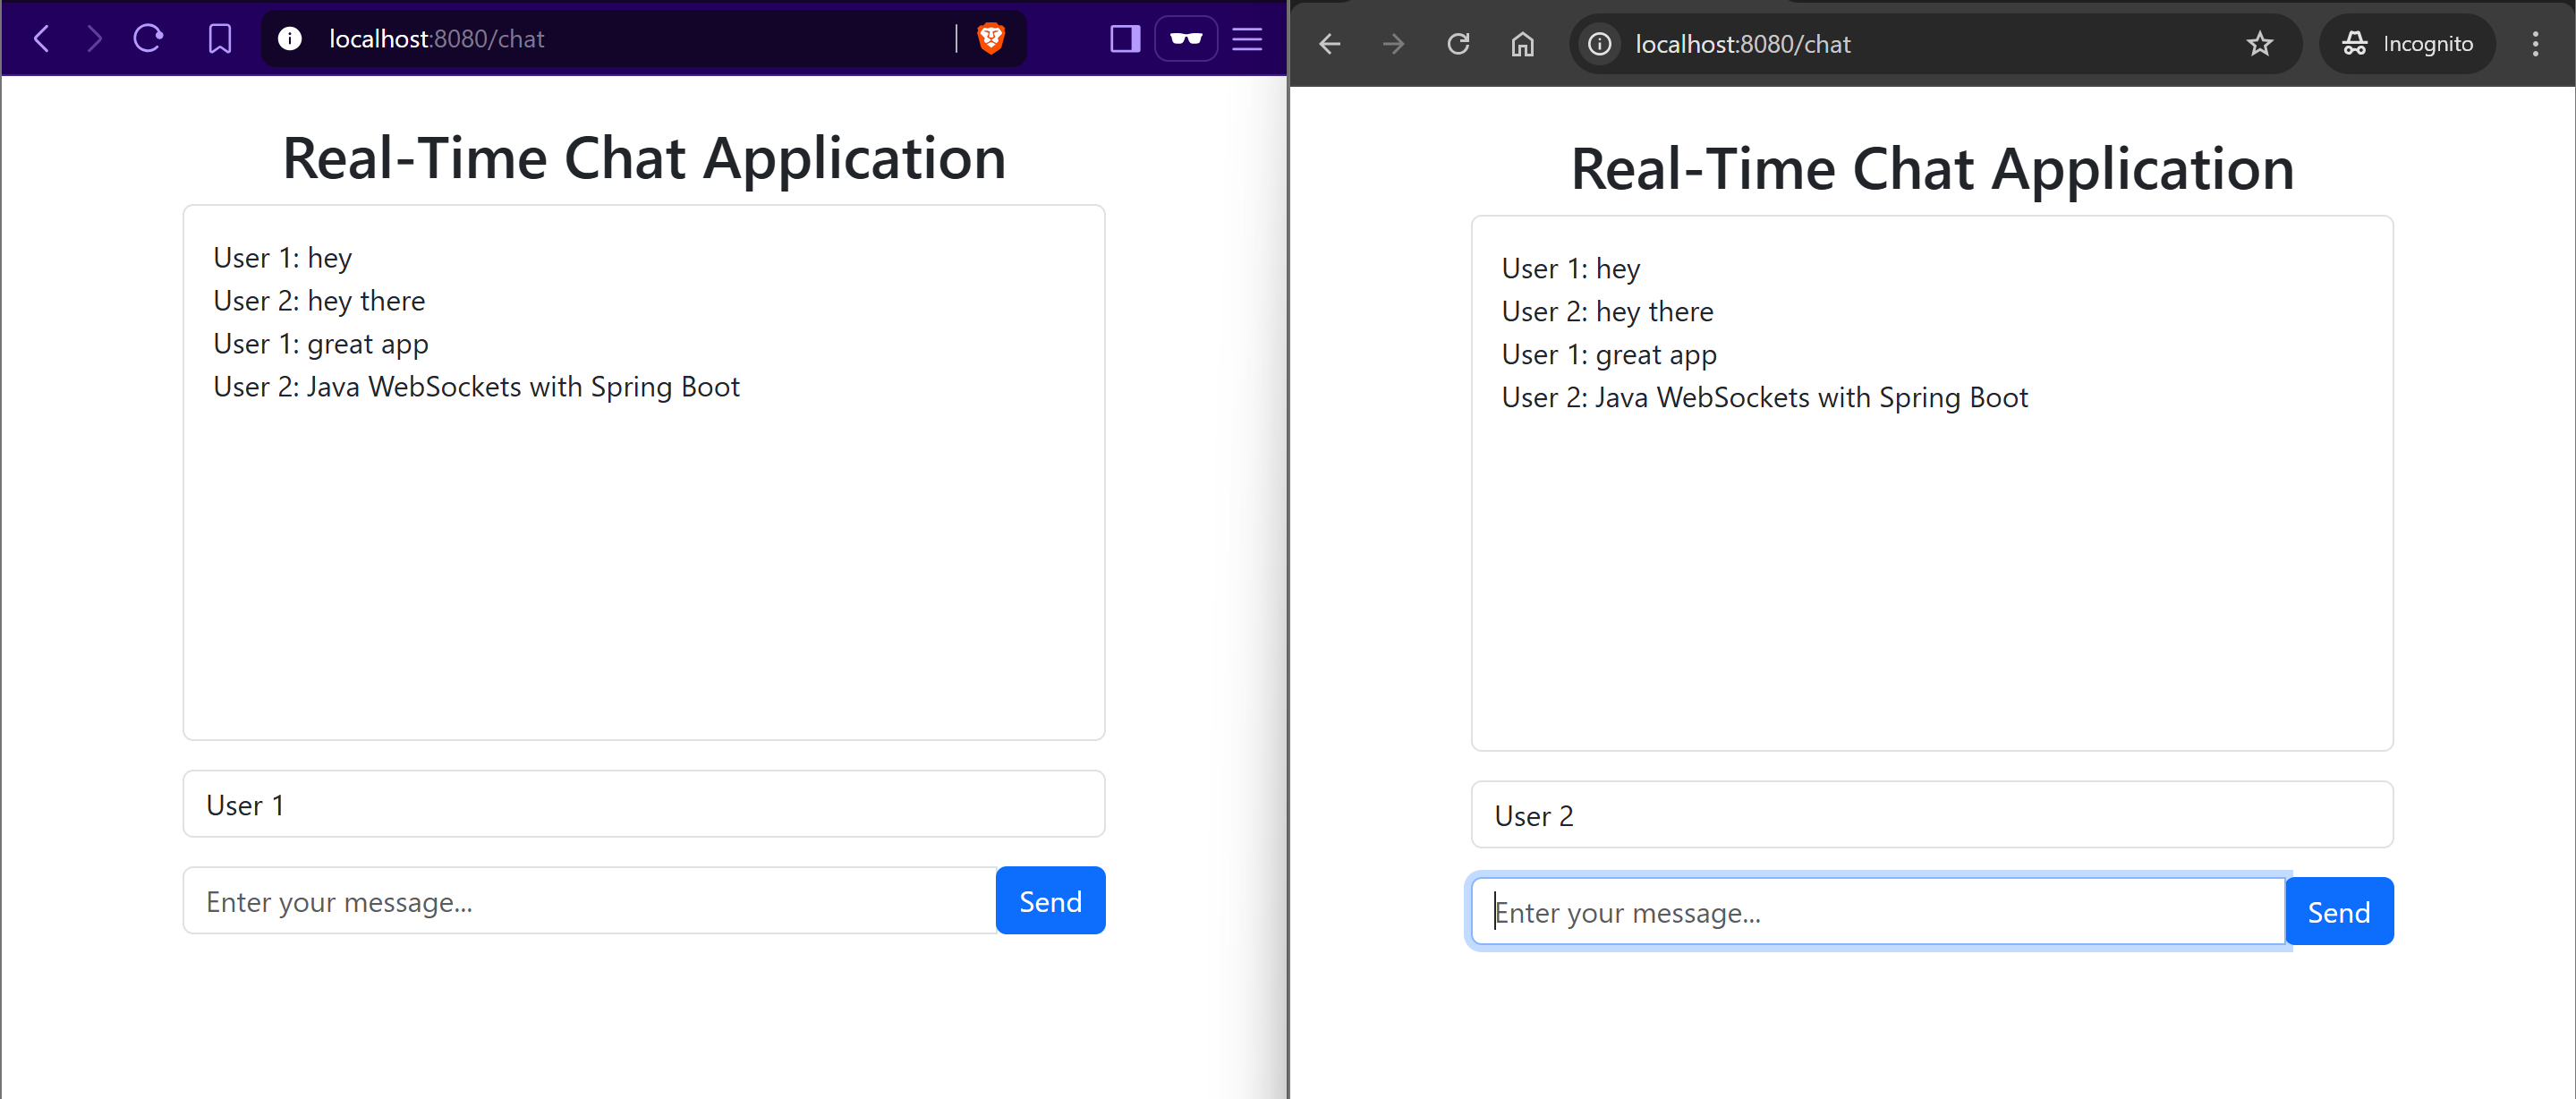 localhost:8080/chat
Real-Time Chat Application
User 1: hey
User 2: hey there
User 1: great app
User 2: Java WebSockets with Spring Boot
User 1
Enter your message...
Send
localhost:8080/chat
Incognito
Real-Time Chat Application
User 1: hey
User 2: hey there
User 1: great app
User 2: Java WebSockets with Spring Boot
User 2
Enter your message...
Send